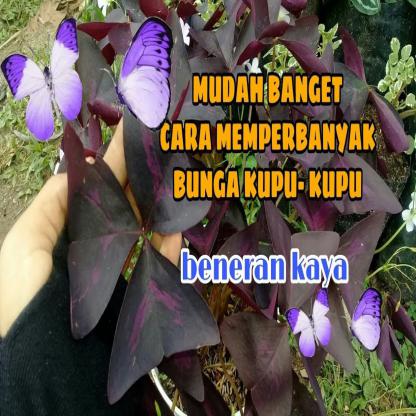 MUDAH BANGET
CARA MEMPERBANYAK
BUNGA KUPU- KUPU
beneran kaya